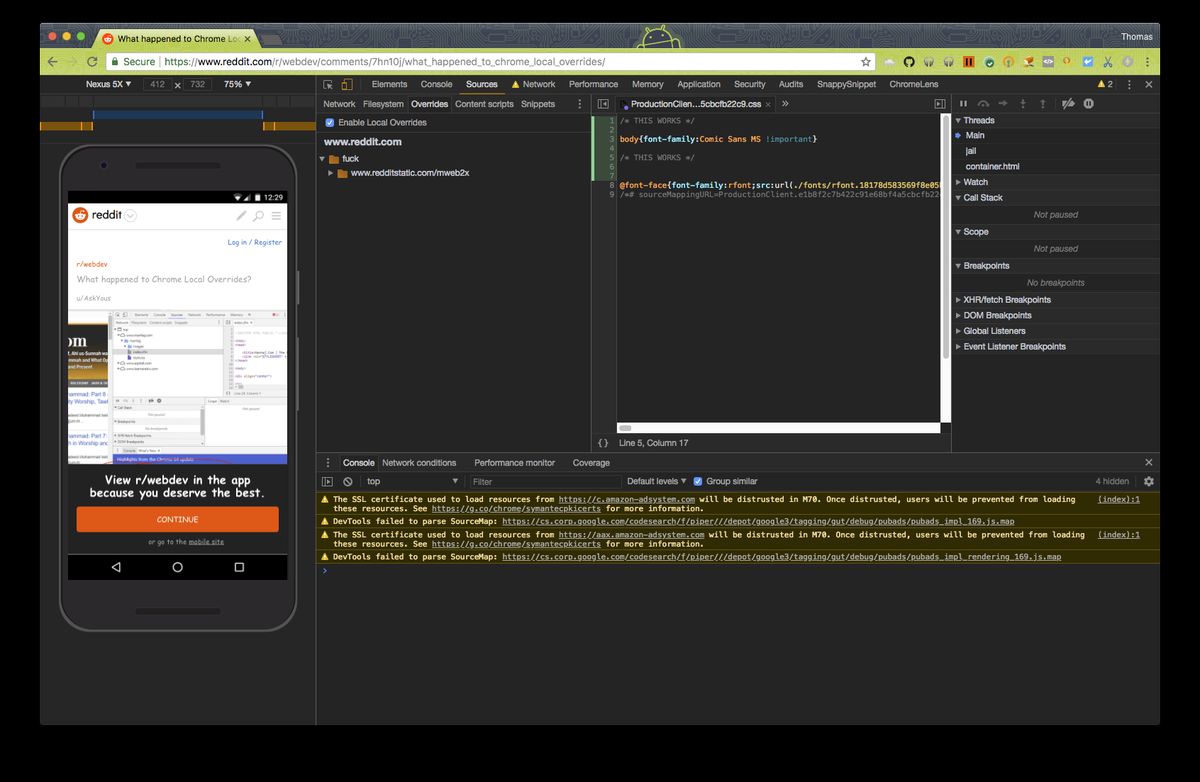 What happened to Chrome Loc
Thomas
Secure
https://www.reddit.com/r/webdev/comments/7hn10j/what_happened_to_chrome_local_overrides/
Nexus 5X ▼ 412 × 732 75% ▼
Elements Console Sources Network Performance Memory Application Security Audits SnappySnippet ChromeLens 2
Network Filesystem Overrides Content scripts Snippets
ProductionClien…5cbcfb22c9.css × »
Enable Local Overrides
www.reddit.com
fuck
www.redditstatic.com/mweb2x
1 /* THIS WORKS */
2
3 body{font-family:Comic Sans MS !important}
4
5 /* THIS WORKS */
6
7
8 @font-face{font-family:rfont;src:url(./fonts/rfont.18178d583569f8e05
9 /*# sourceMappingURL=ProductionClient.e1b8f2c7b422c91e68bf4a5cbcfb22
{} Line 5, Column 17
Threads
Main
jail
container.html
Watch
Call Stack
Not paused
Scope
Not paused
Breakpoints
No breakpoints
XHR/fetch Breakpoints
DOM Breakpoints
Global Listeners
Event Listener Breakpoints
12:29
reddit
Log in / Register
r/webdev
What happened to Chrome Local Overrides?
u/AskYous
Highlights from the Chrome 63 update
View r/webdev in the app
because you deserve the best.
CONTINUE
or go to the mobile site
Console Network conditions Performance monitor Coverage
top ▼ Filter Default levels ▼ Group similar 4 hidden
The SSL certificate used to load resources from https://c.amazon-adsystem.com will be distrusted in M70. Once distrusted, users will be prevented from loading (index):1
these resources. See https://g.co/chrome/symantecpkicerts for more information.
DevTools failed to parse SourceMap: https://cs.corp.google.com/codesearch/f/piper///depot/google3/tagging/gut/debug/pubads/pubads_impl_169.js.map
The SSL certificate used to load resources from https://aax.amazon-adsystem.com will be distrusted in M70. Once distrusted, users will be prevented from loading (index):1
these resources. See https://g.co/chrome/symantecpkicerts for more information.
DevTools failed to parse SourceMap: https://cs.corp.google.com/codesearch/f/piper///depot/google3/tagging/gut/debug/pubads/pubads_impl_rendering_169.js.map